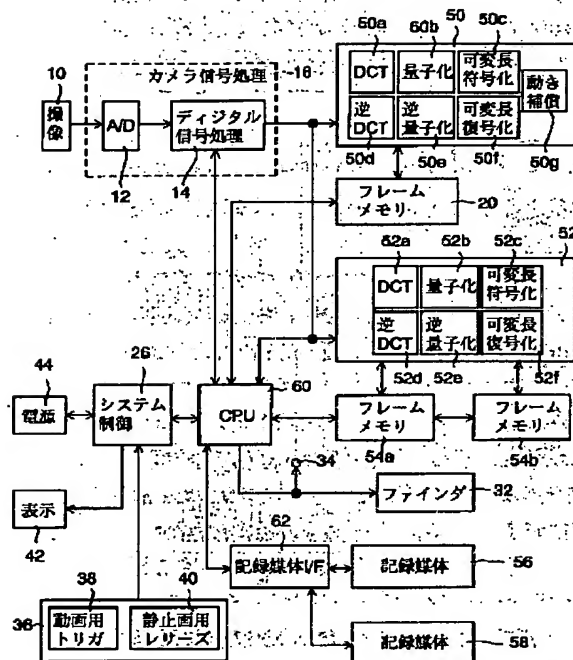 50a
50b
50
50c
カメラ信号処理
16
10
撮像
A/D
ディジタル
信号処理
12
14
DCT
量子化
可変長
符号化
動き
補償
逆
DCT
逆
量子化
可変長
復号化
50d
50e
50f
50g
フレーム
メモリ
20
52a
52b
52c
52
DCT
量子化
可変長
符号化
逆
DCT
逆
量子化
可変長
復号化
52d
52e
52f
44
26
60
電源
システム
制御
CPU
フレーム
メモリ
フレーム
メモリ
54a
54b
34
表示
42
ファインダ
32
62
38
40
記録媒体I/F
記録媒体
56
36
動画用
トリガ
静止画用
レリーズ
記録媒体
58